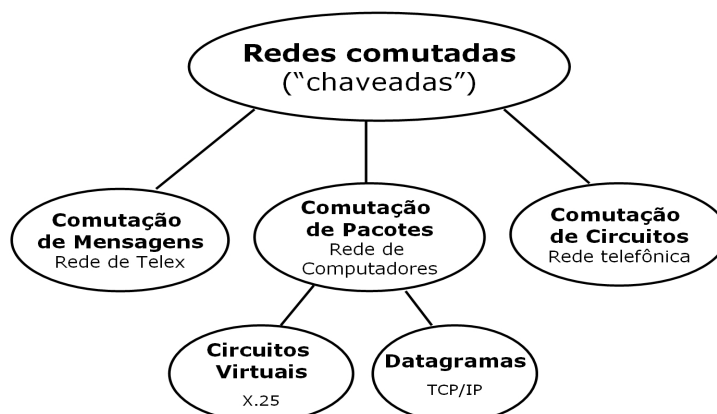 Redes comutadas
(“chaveadas”)
Comutação
de Mensagens
Rede de Telex
Comutação
de Pacotes
Rede de
Computadores
Comutação
de Circuitos
Rede telefônica
Circuitos
Virtuais
X.25
Datagramas
TCP/IP